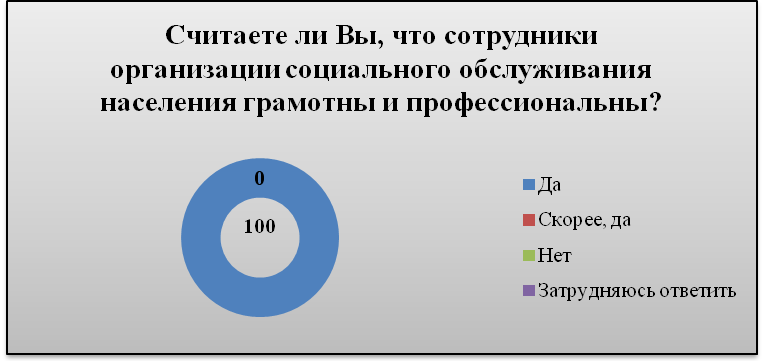 Считаете ли Вы, что сотрудники
организации социального обслуживания
населения грамотны и профессиональны?
0
100
Да
Скорее, да
Нет
Затрудняюсь ответить